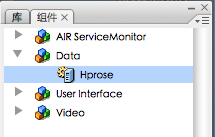 库 组件 ×
AIR ServiceMonitor
Data
Hprose
User Interface
Video